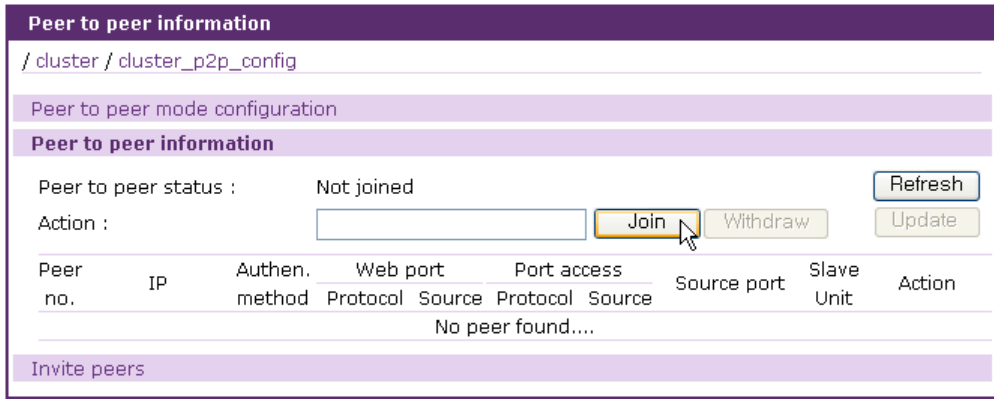 Peer to peer information
/ cluster / cluster_p2p_config
Peer to peer mode configuration
Peer to peer information
Peer to peer status : Not joined Refresh
Action : Join Withdraw Update
Peer no. IP Authen. method Web port Protocol Source Port access Protocol Source Source port Slave Unit Action
No peer found....
Invite peers